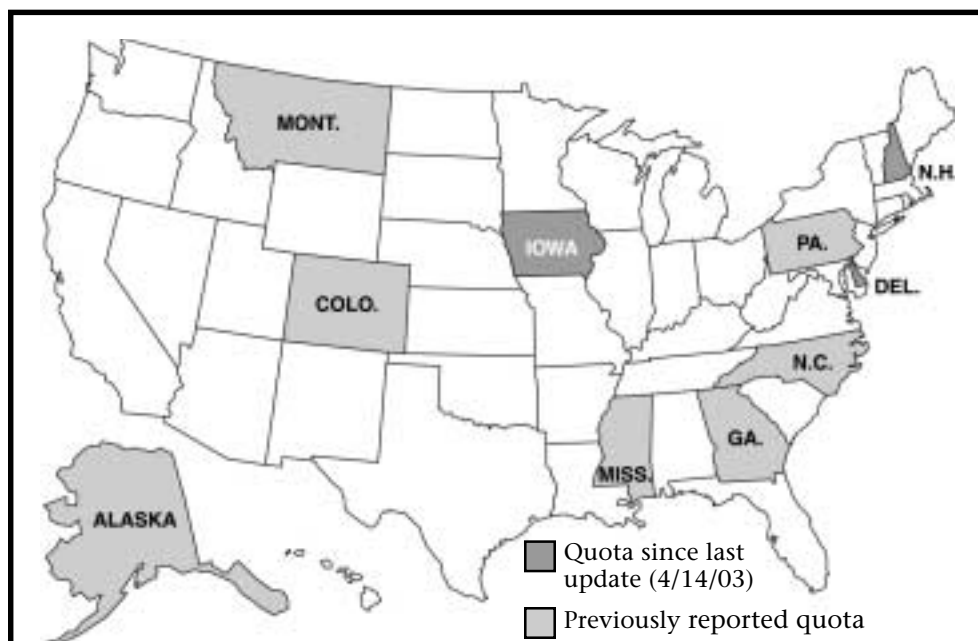 MONT.
N.H.
IOWA
PA.
DEL.
COLO.
N.C.
GA.
MISS.
ALASKA
Quota since last
update (4/14/03)
Previously reported quota